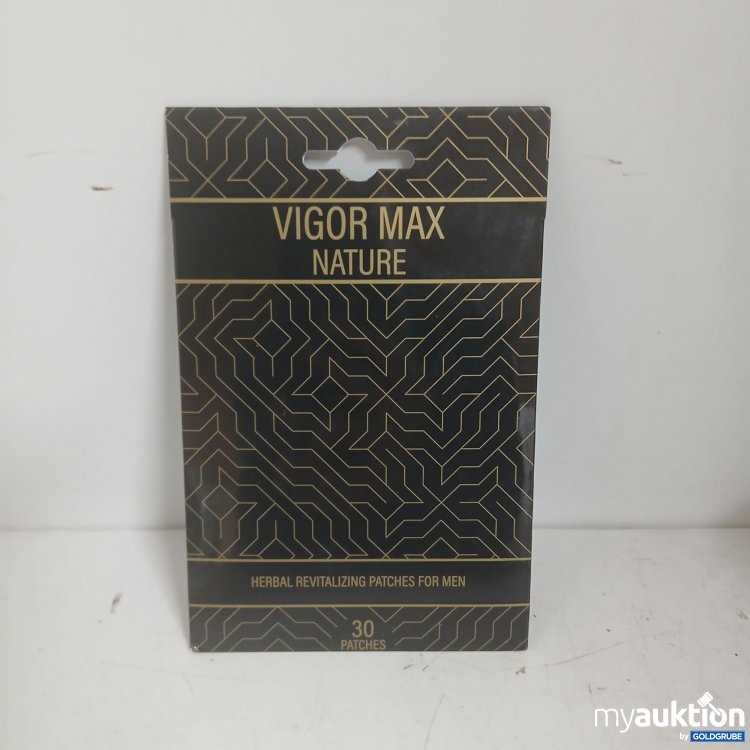 VIGOR MAX
NATURE
HERBAL REVITALIZING PATCHES FOR MEN
30
PATCHES
myauktion
by GOLDGRUBE